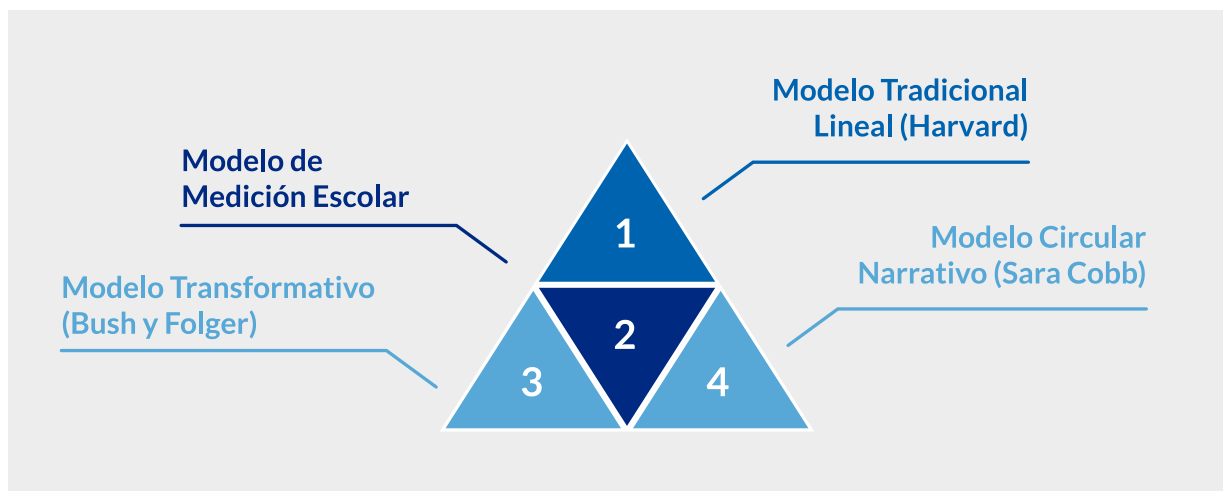 Modelo Tradicional
Lineal (Harvard)
Modelo de
Medición Escolar
Modelo Circular
Narrativo (Sara Cobb)
Modelo Transformativo
(Bush y Folger)
1
2
3
4